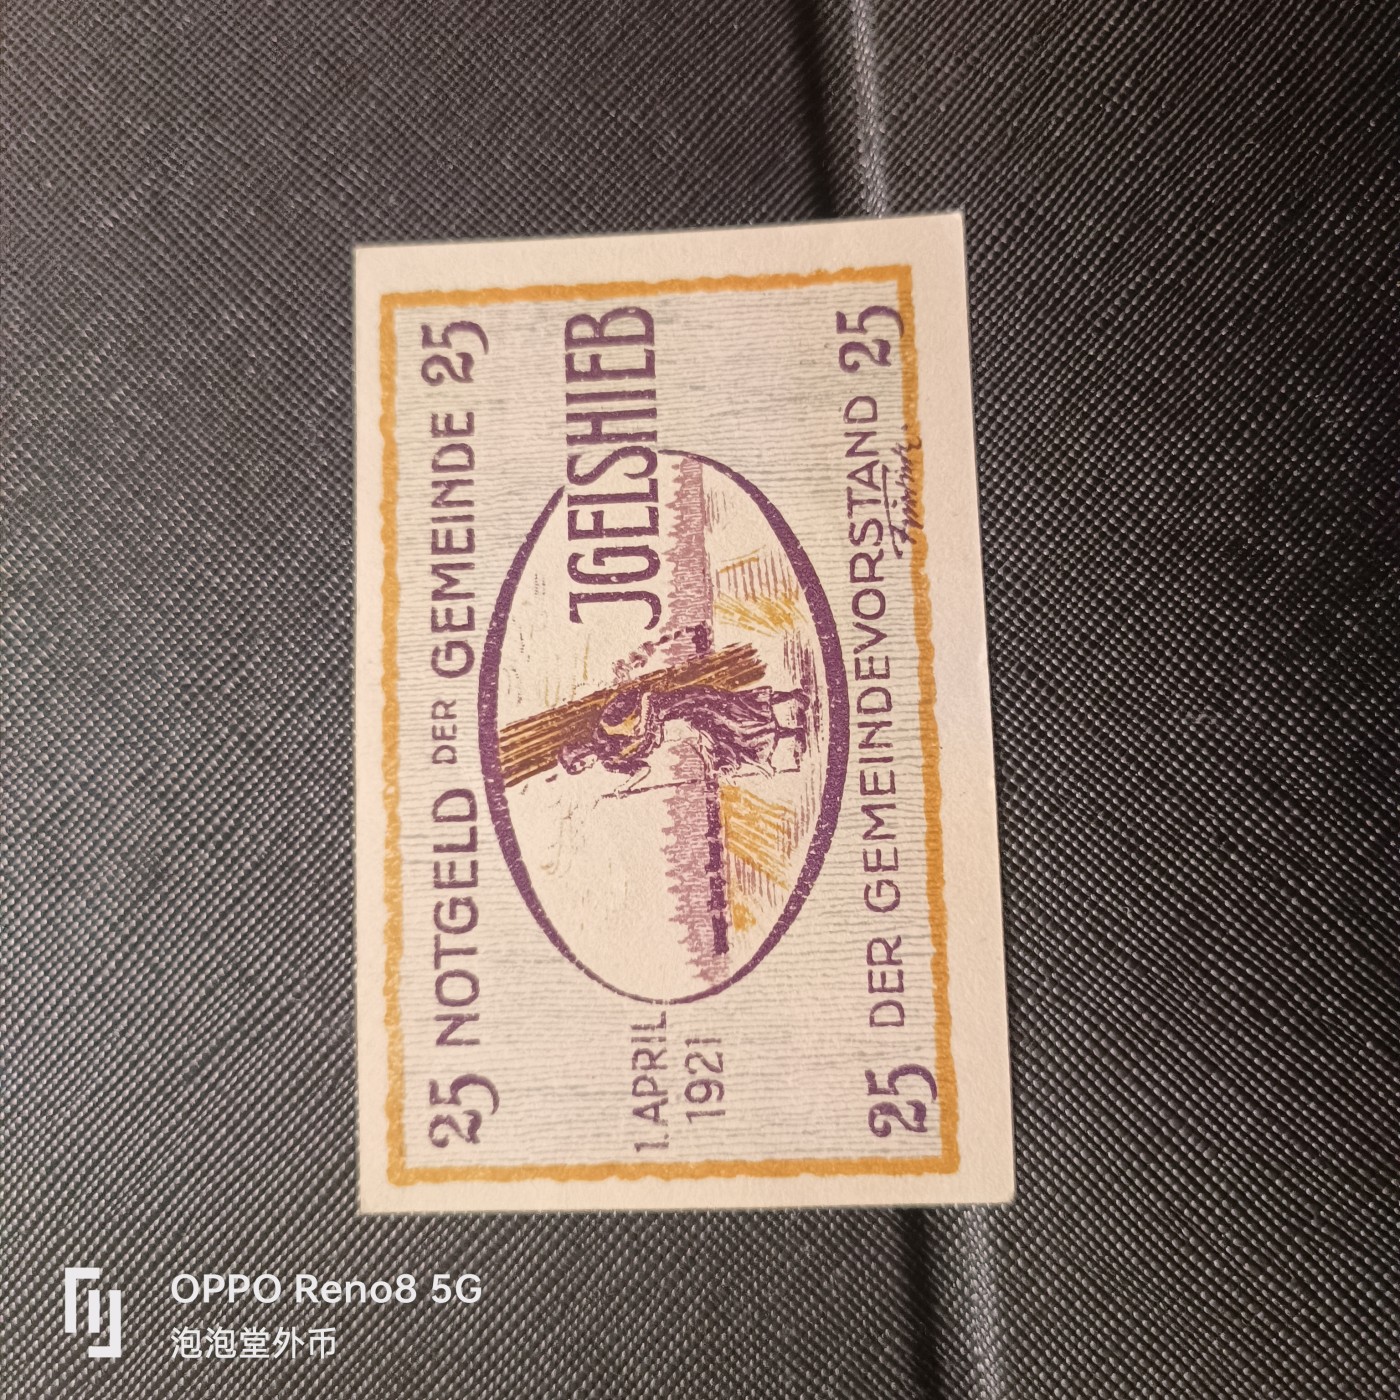 25 NOTGELD DER GEMEINDE 25
JGELSHIEB
1. APRIL
1921
25 DER GEMEINDEVORSTAND 25
OPPO Reno8 5G
泡泡堂外币